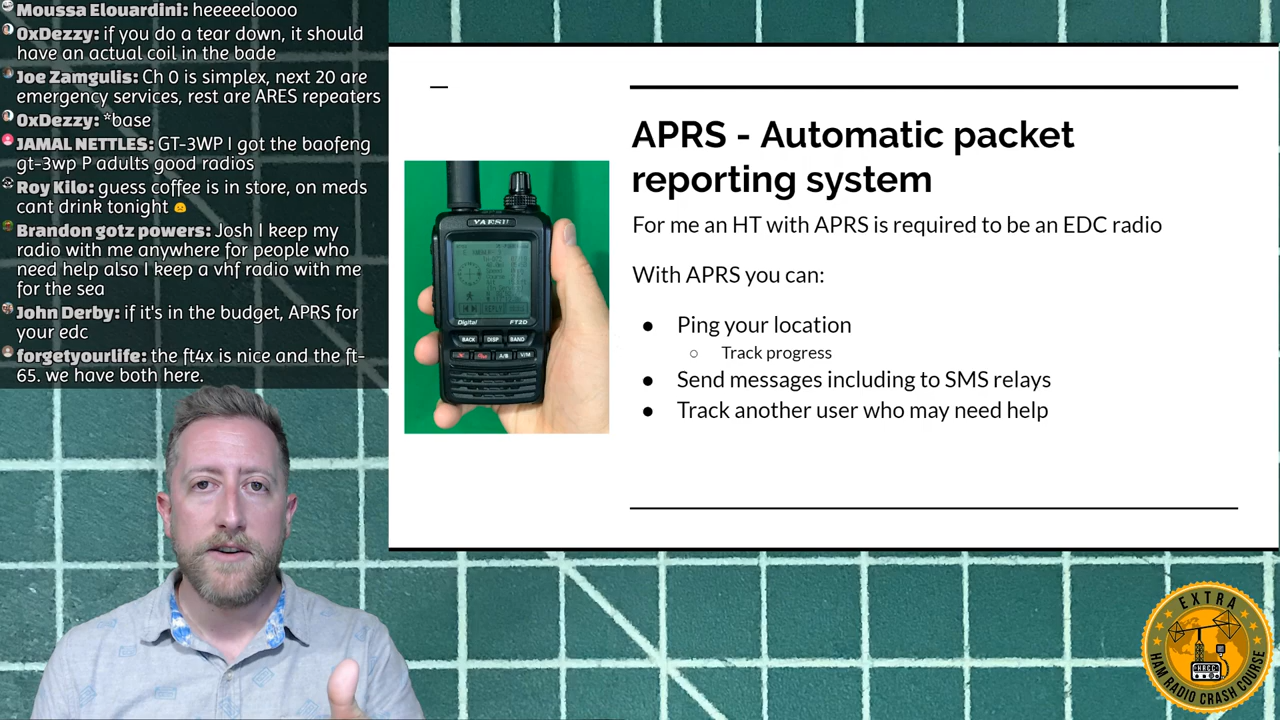 Moussa Elouardini: heeeeeloooo
0xDezzy: if you do a tear down, it should
have an actual coil in the bade
Joe Zamgulis: Ch 0 is simplex, next 20 are
emergency services, rest are ARES repeaters
0xDezzy: *base
JAMAL NETTLES: GT-3WP I got the baofeng
gt-3wp P adults good radios
Roy Kilo: guess coffee is in store, on meds
cant drink tonight 🙁
Brandon gotz powers: Josh I keep my
radio with me anywhere for people who
need help also I keep a vhf radio with me
for the sea
John Derby: if it's in the budget, APRS for
your edc
forgetyourlife: the ft4x is nice and the ft-
65. we have both here.
APRS - Automatic packet
reporting system
For me an HT with APRS is required to be an EDC radio
With APRS you can:
● Ping your location
○ Track progress
● Send messages including to SMS relays
● Track another user who may need help
YAESU
Digital FT2D
BACK DISP BAND
A/B V/M
EXTRA
HRCC
HAM RADIO CRASH COURSE